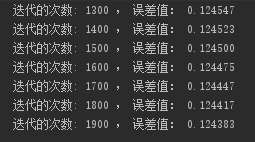 迭代的次数: 1300 , 误差值: 0.124547
迭代的次数: 1400 , 误差值: 0.124523
迭代的次数: 1500 , 误差值: 0.124500
迭代的次数: 1600 , 误差值: 0.124475
迭代的次数: 1700 , 误差值: 0.124447
迭代的次数: 1800 , 误差值: 0.124417
迭代的次数: 1900 , 误差值: 0.124383